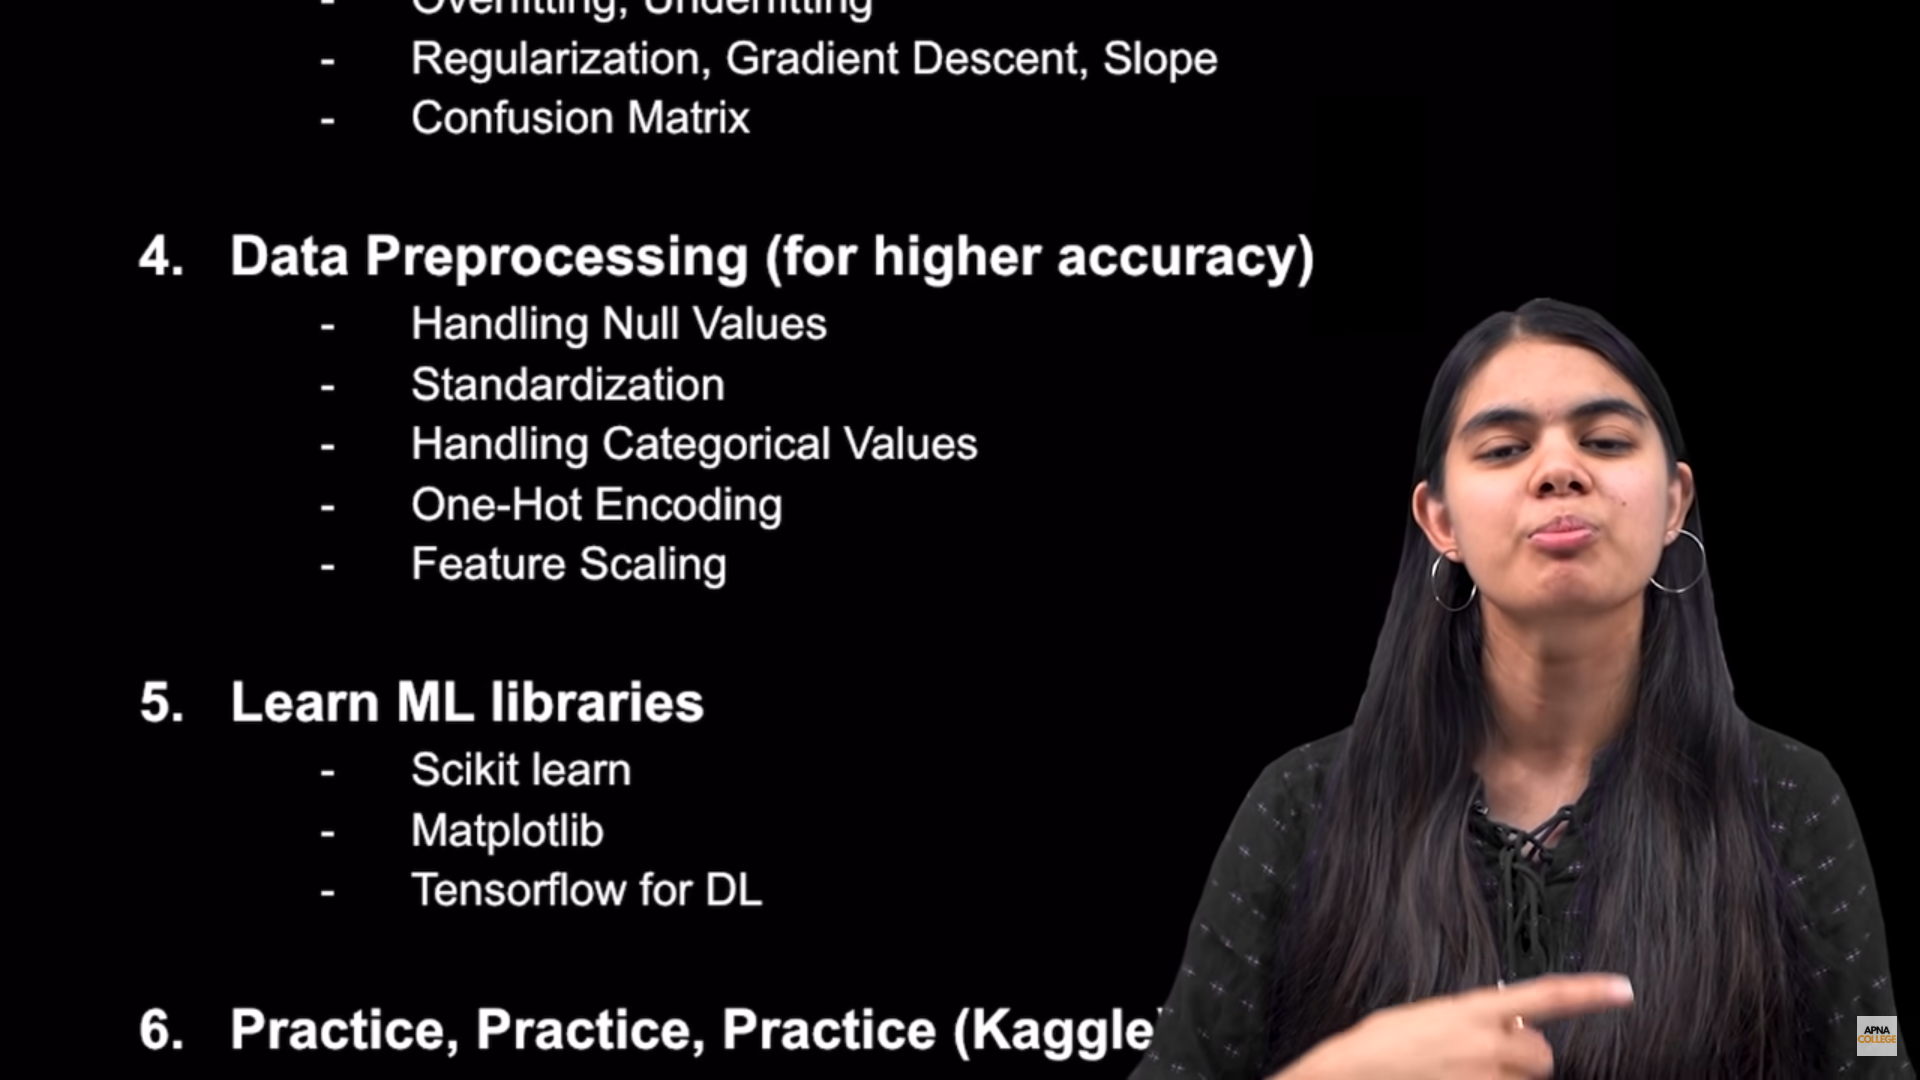 - Overfitting, Underfitting
- Regularization, Gradient Descent, Slope
- Confusion Matrix
4. Data Preprocessing (for higher accuracy)
- Handling Null Values
- Standardization
- Handling Categorical Values
- One-Hot Encoding
- Feature Scaling
5. Learn ML libraries
- Scikit learn
- Matplotlib
- Tensorflow for DL
6. Practice, Practice, Practice (Kaggle)
APNA
COLLEGE